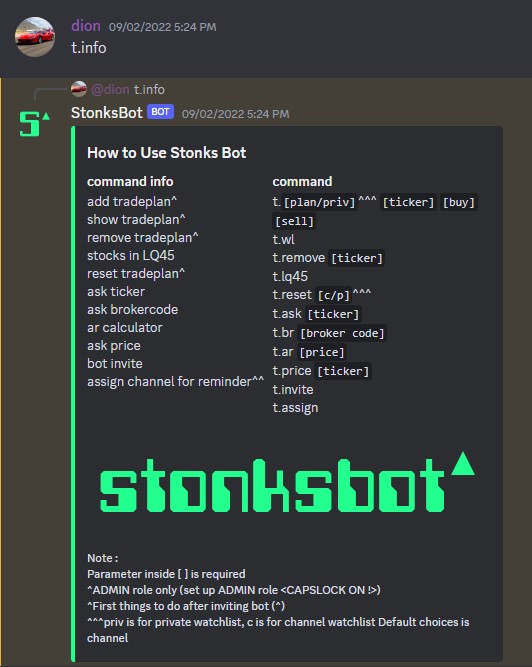 dion 09/02/2022 5:24 PM
t.info
@dion t.info
StonksBot BOT 09/02/2022 5:24 PM
How to Use Stonks Bot
command info
add tradeplan^
show tradeplan^
remove tradeplan^
stocks in LQ45
reset tradeplan^
ask ticker
ask brokercode
ar calculator
ask price
bot invite
assign channel for reminder^^
command
t.[plan/priv]^^^ [ticker] [buy]
[sell]
t.wl
t.remove [ticker]
t.lq45
t.reset [c/p]^^^
t.ask [ticker]
t.br [broker code]
t.ar [price]
t.price [ticker]
t.invite
t.assign
stonksbot
Note :
Parameter inside [ ] is required
^ADMIN role only (set up ADMIN role <CAPSLOCK ON !>)
^First things to do after inviting bot (^)
^^^priv is for private watchlist, c is for channel watchlist Default choices is
channel